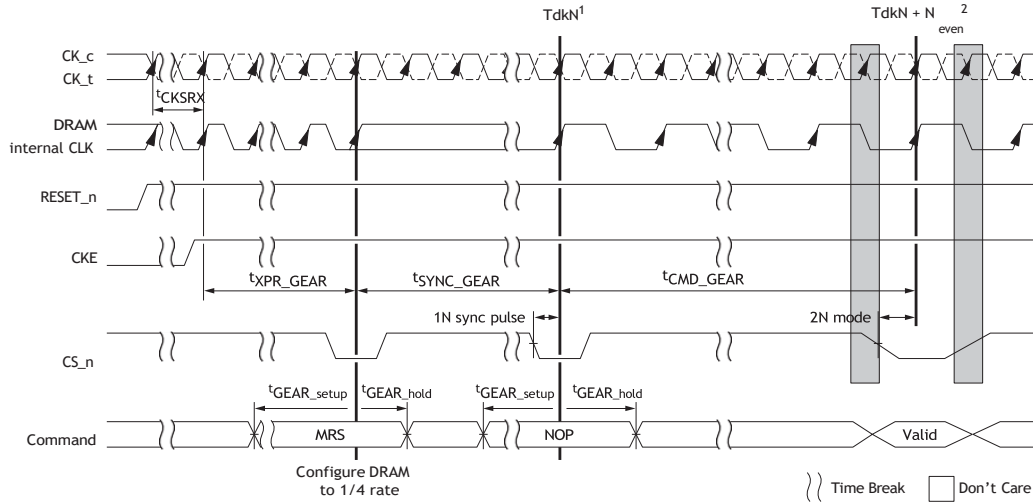 TdkN1
TdkN + Neven 2
CK_c
CK_t
tCKSRX
DRAM
internal CLK
RESET_n
CKE
tXPR_GEAR
tSYNC_GEAR
tCMD_GEAR
1N sync pulse
2N mode
CS_n
tGEAR_setup
tGEAR_hold
tGEAR_setup
tGEAR_hold
Command
MRS
NOP
Valid
Configure DRAM
to 1/4 rate
Time Break
Don't Care